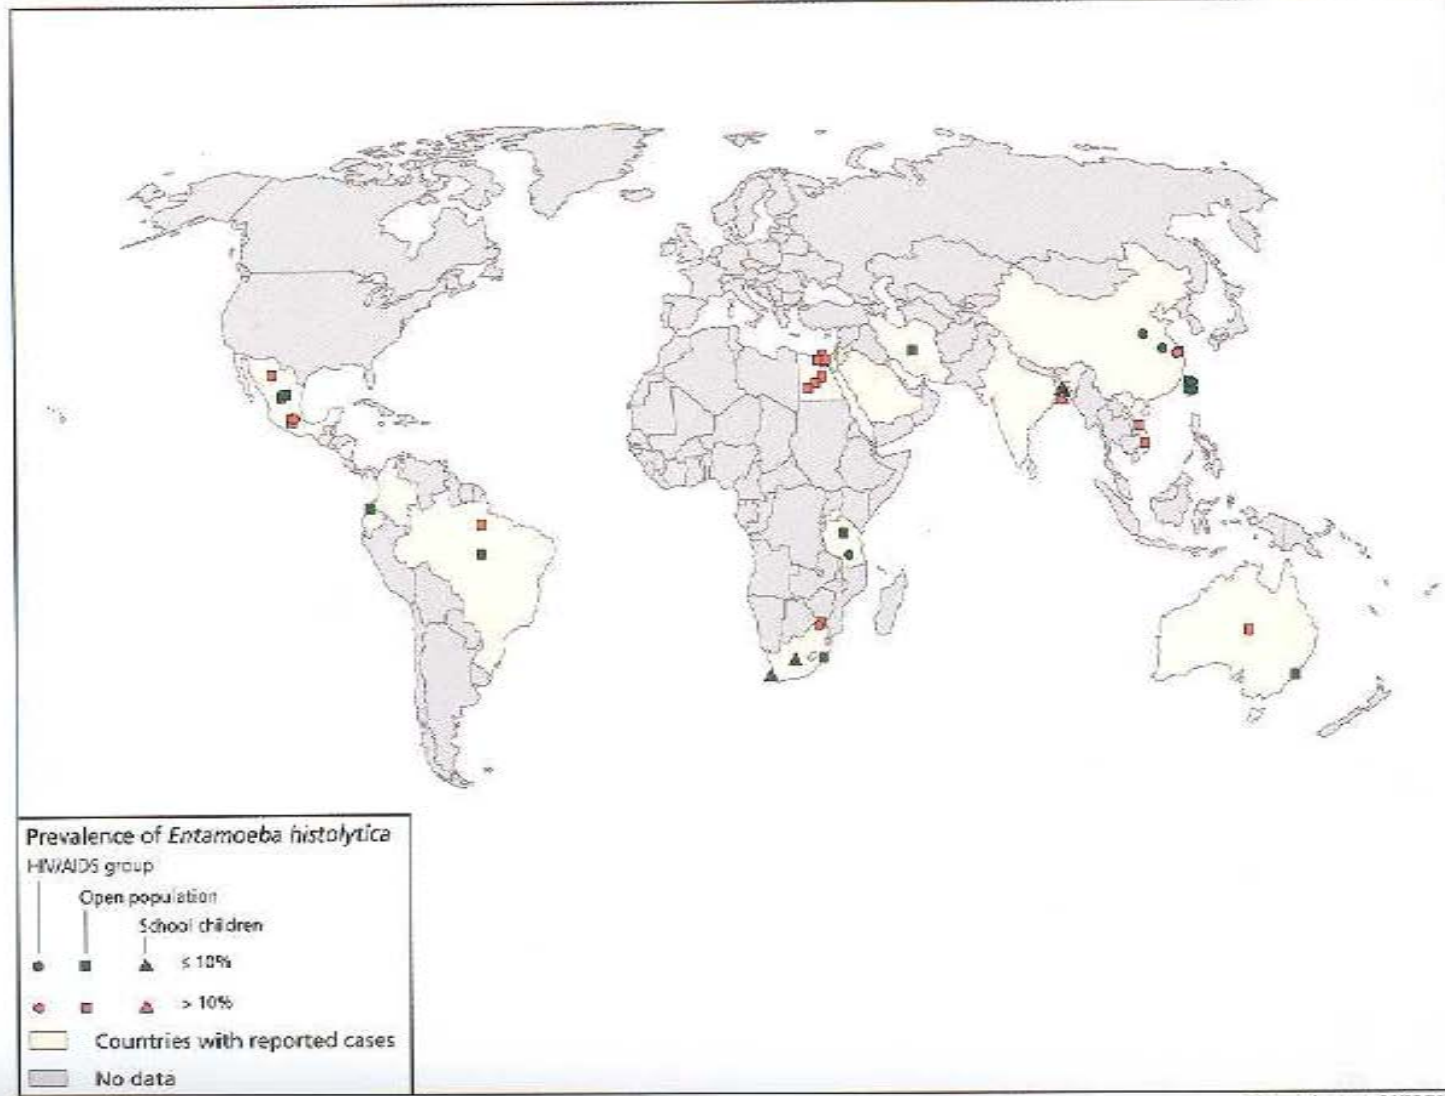 Prevalence of Entamoeba histolytica
HIV/AIDS group
Open population
School children
≤ 10%
> 10%
Countries with reported cases
No data